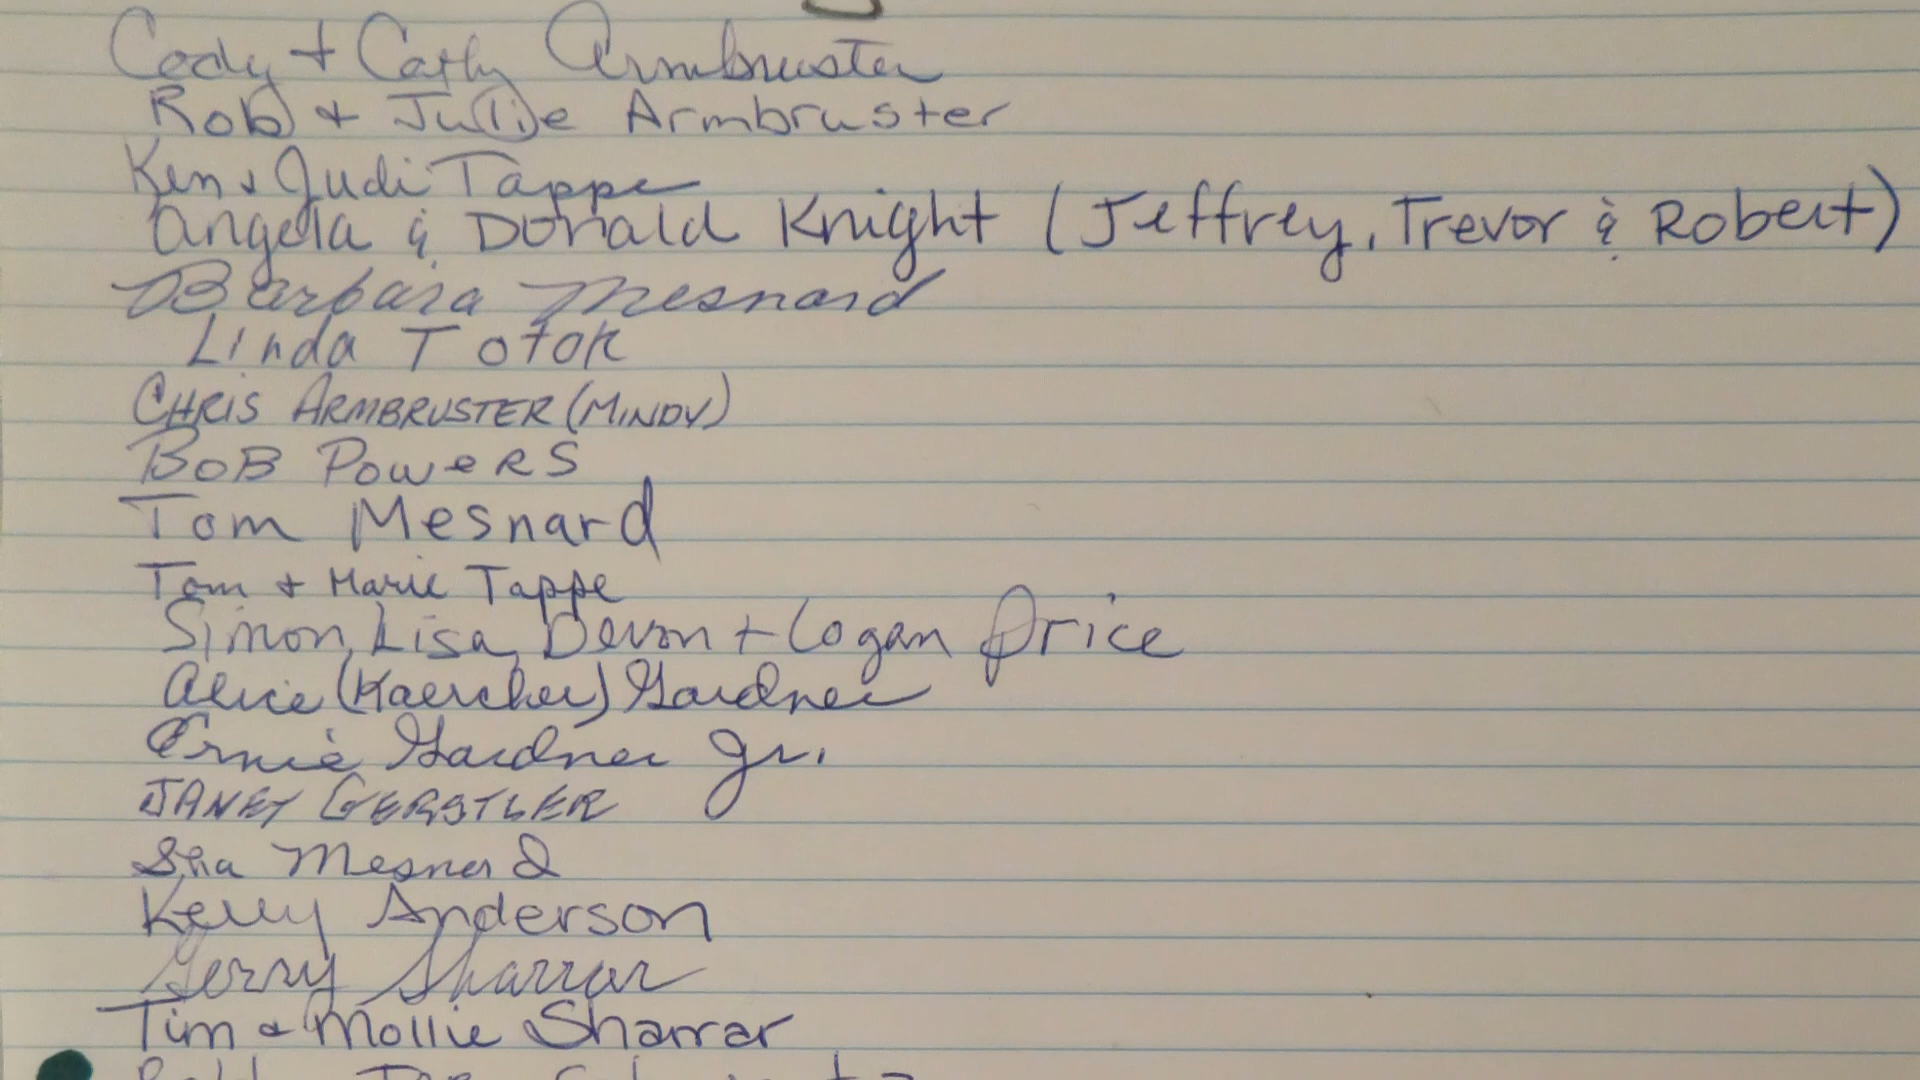 Cody + Cathy Armbruster
Rob & Julie Armbruster
Ken & Judi Tappe
Angela & Donald Knight (Jeffrey, Trevor & Robert)
Barbara Mesnard
Linda Totok
CHRIS ARMBRUSTER (MINDY)
BOB POWERS
Tom Mesnard
Tom + Marie Tappe
Simon, Lisa, Devon + Logan Price
Alice (Kaercher) Gardner
Ernie Gardner Jr.
JANEY GERSTLER
Mesnard
Kelly Anderson
Gerry Sharrar
Tim & Mollie Sharrar